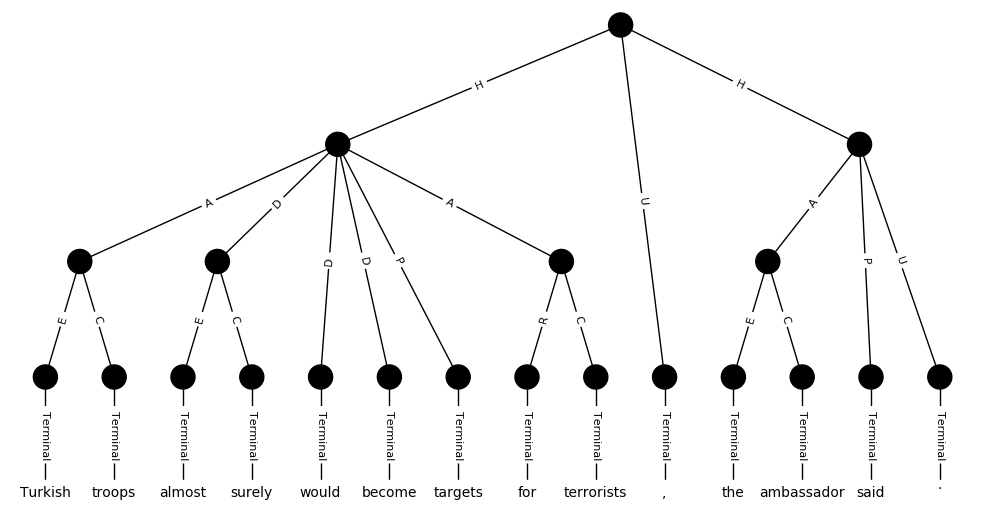 H H
A D D D P A U A P U
E C E C R C E C
Terminal Terminal Terminal Terminal Terminal Terminal Terminal Terminal Terminal Terminal Terminal Terminal Terminal Terminal
Turkish troops almost surely would become targets for terrorists , the ambassador said .